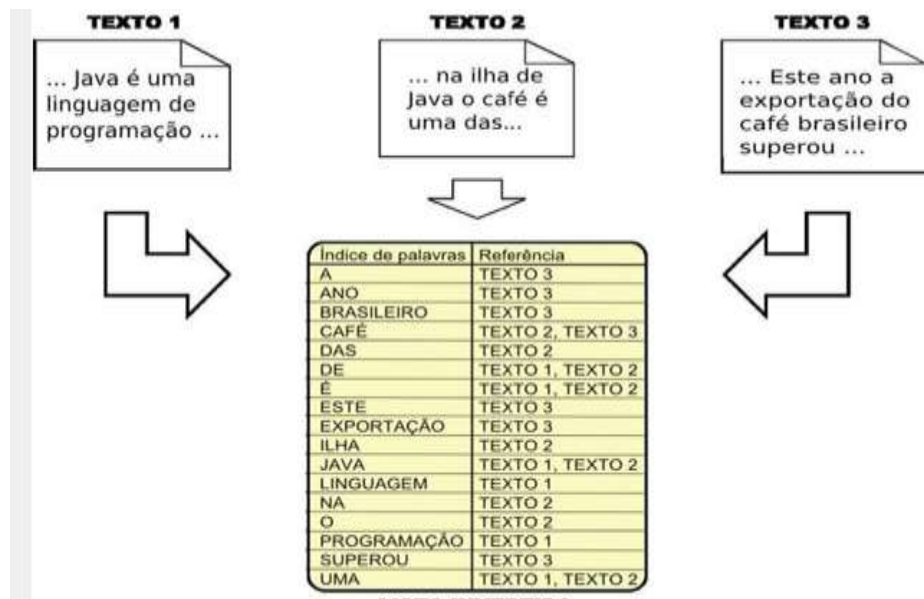 TEXTO 1
... Java é uma
linguagem de
programação ...
TEXTO 2
... na ilha de
Java o café é
uma das...
TEXTO 3
... Este ano a
exportação do
café brasileiro
superou ...
Índice de palavras Referência
A TEXTO 3
ANO TEXTO 3
BRASILEIRO TEXTO 3
CAFÉ TEXTO 2, TEXTO 3
DAS TEXTO 2
DE TEXTO 1, TEXTO 2
É TEXTO 1, TEXTO 2
ESTE TEXTO 3
EXPORTAÇÃO TEXTO 3
ILHA TEXTO 2
JAVA TEXTO 1, TEXTO 2
LINGUAGEM TEXTO 1
NA TEXTO 2
O TEXTO 2
PROGRAMAÇÃO TEXTO 1
SUPEROU TEXTO 3
UMA TEXTO 1, TEXTO 2